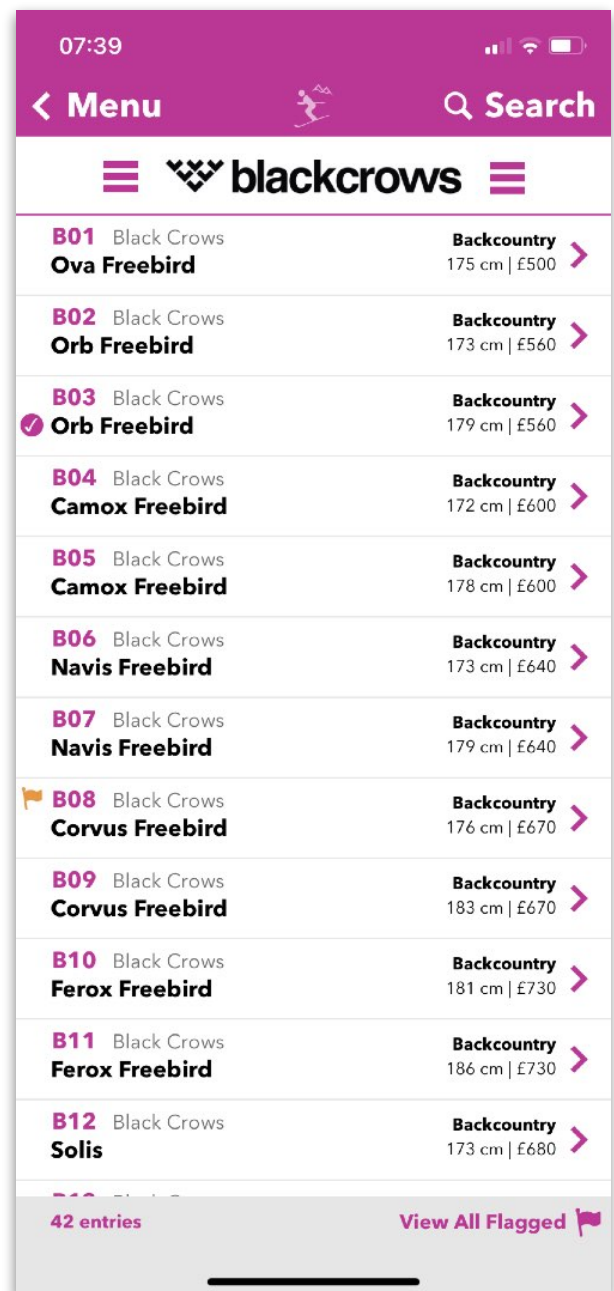 07:39
Menu
Search
blackcrows
B01 Black Crows
Backcountry
Ova Freebird
175 cm | £500
B02 Black Crows
Backcountry
Orb Freebird
173 cm | £560
B03 Black Crows
Backcountry
Orb Freebird
179 cm | £560
B04 Black Crows
Backcountry
Camox Freebird
172 cm | £600
B05 Black Crows
Backcountry
Camox Freebird
178 cm | £600
B06 Black Crows
Backcountry
Navis Freebird
173 cm | £640
B07 Black Crows
Backcountry
Navis Freebird
179 cm | £640
B08 Black Crows
Backcountry
Corvus Freebird
176 cm | £670
B09 Black Crows
Backcountry
Corvus Freebird
183 cm | £670
B10 Black Crows
Backcountry
Ferox Freebird
181 cm | £730
B11 Black Crows
Backcountry
Ferox Freebird
186 cm | £730
B12 Black Crows
Backcountry
Solis
173 cm | £680
42 entries
View All Flagged